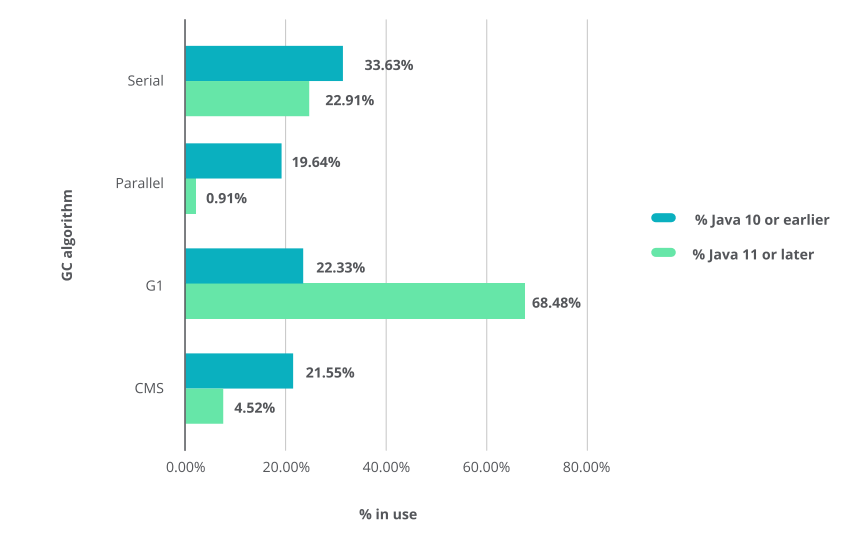 Serial
33.63%
22.91%
Parallel
19.64%
0.91%
G1
22.33%
68.48%
CMS
21.55%
4.52%
GC algorithm
0.00%
20.00%
40.00%
60.00%
80.00%
% in use
% Java 10 or earlier
% Java 11 or later